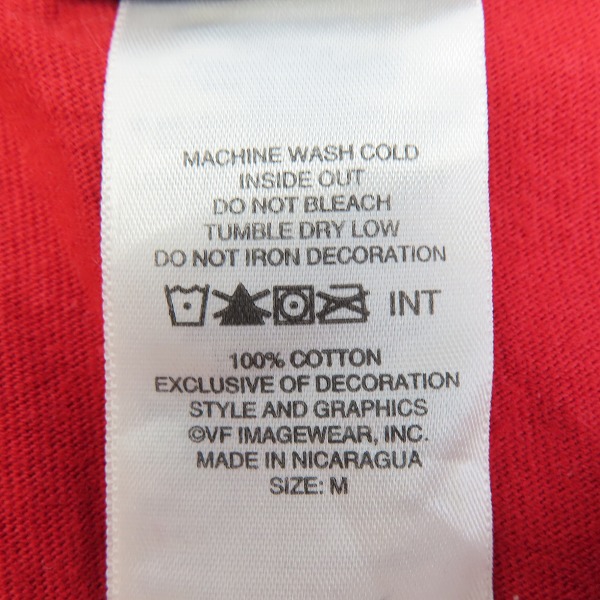 MACHINE WASH COLD
INSIDE OUT
DO NOT BLEACH
TUMBLE DRY LOW
DO NOT IRON DECORATION
INT
100% COTTON
EXCLUSIVE OF DECORATION
STYLE AND GRAPHICS
©VF IMAGEWEAR, INC.
MADE IN NICARAGUA
SIZE: M